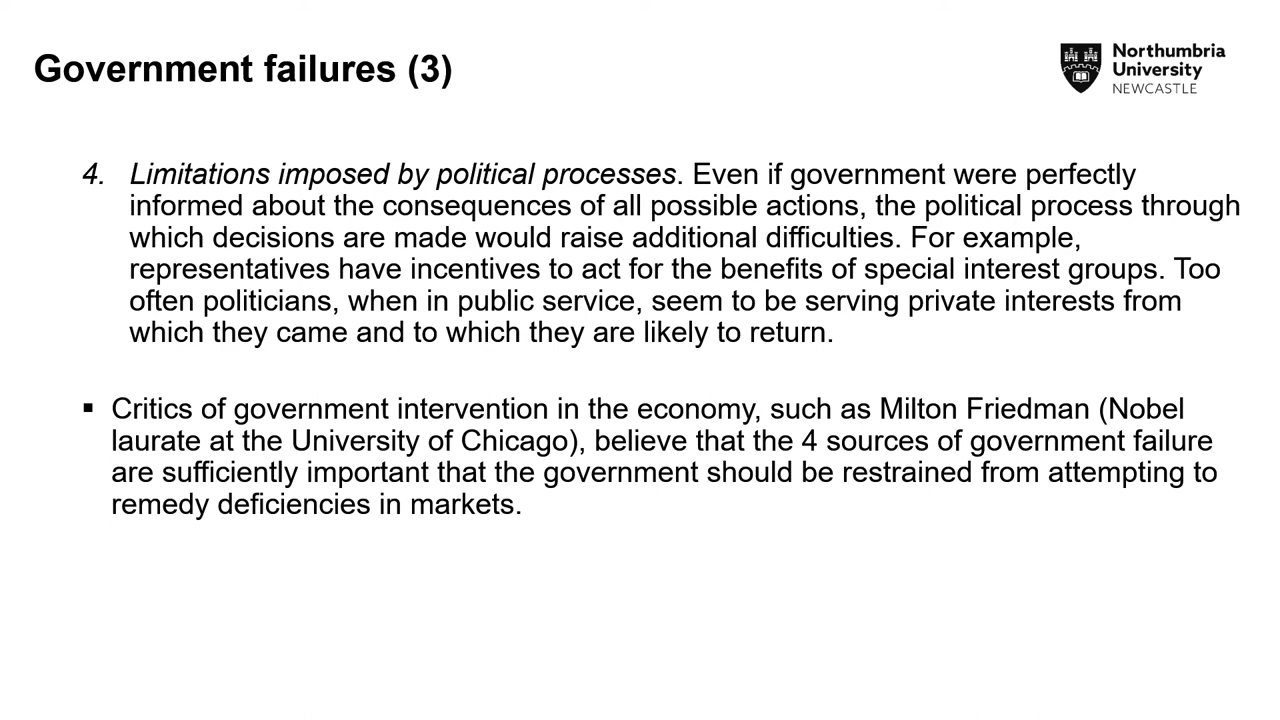 Government failures (3)
Northumbria
University
NEWCASTLE
4. Limitations imposed by political processes. Even if government were perfectly
informed about the consequences of all possible actions, the political process through
which decisions are made would raise additional difficulties. For example,
representatives have incentives to act for the benefits of special interest groups. Too
often politicians, when in public service, seem to be serving private interests from
which they came and to which they are likely to return.
▪ Critics of government intervention in the economy, such as Milton Friedman (Nobel
laurate at the University of Chicago), believe that the 4 sources of government failure
are sufficiently important that the government should be restrained from attempting to
remedy deficiencies in markets.